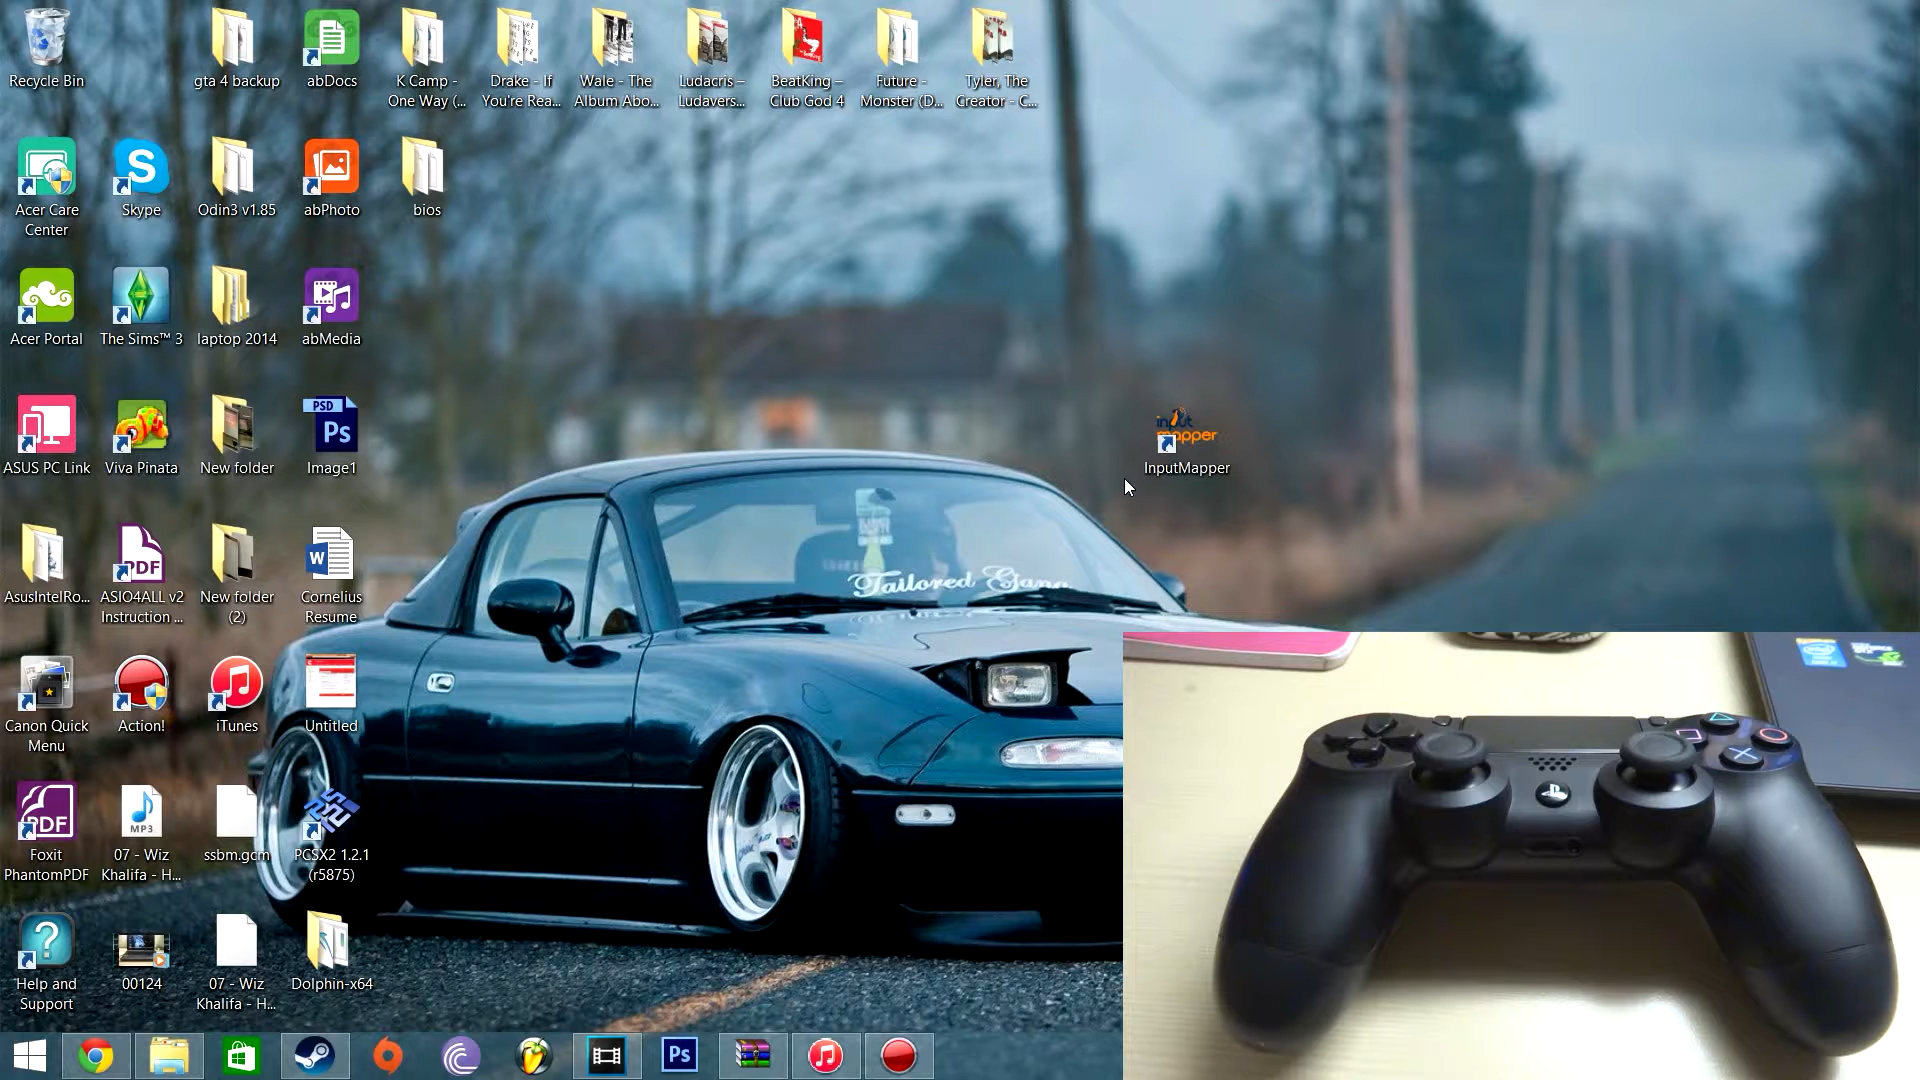 Recycle Bin
gta 4 backup
abDocs
K Camp -
One Way (...
Drake - If
You're Rea...
Wale - The
Album Abo...
Ludacris –
Ludavers...
BeatKing –
Club God 4
Future -
Monster (D...
Tyler, The
Creator - C...
Acer Care
Center
Skype
Odin3 v1.85
abPhoto
bios
Acer Portal
The Sims™ 3
laptop 2014
abMedia
ASUS PC Link
Viva Pinata
New folder
PSD
Ps
Image1
input
mapper
InputMapper
AsusIntelRo...
PDF
ASIO4ALL v2
Instruction ...
New folder
(2)
W
Cornelius
Resume
Tailored Gang
Canon Quick
Menu
Action!
iTunes
Untitled
PDF
Foxit
PhantomPDF
MP3
07 - Wiz
Khalifa - H...
ssbm.gcm
PCSX2 1.2.1
(r5875)
Help and
Support
00124
07 - Wiz
Khalifa - H...
Dolphin-x64
Ps